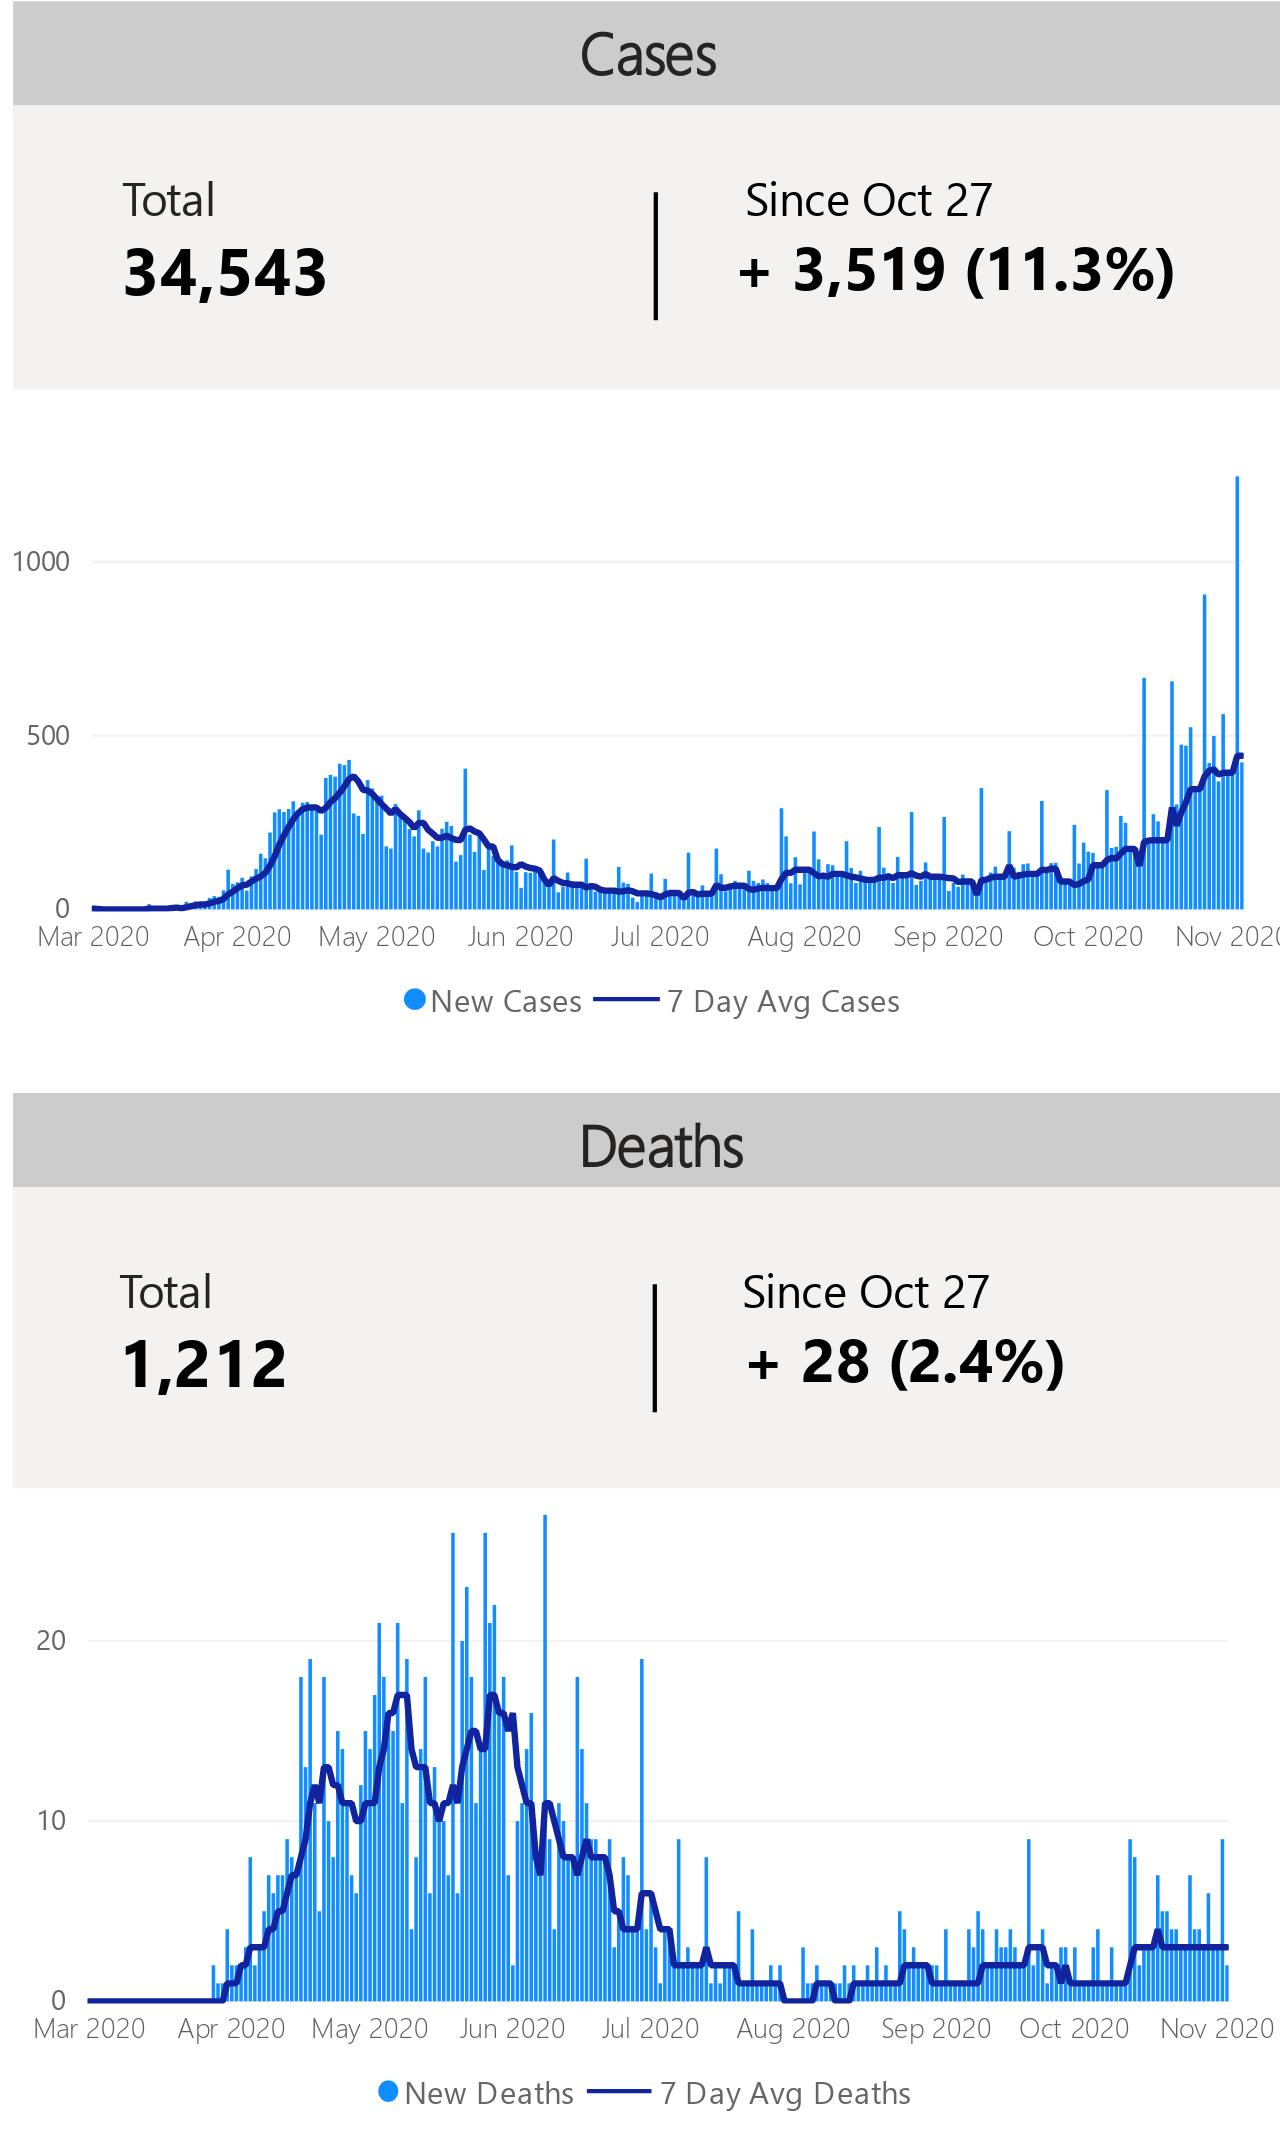 Cases
Total
Since Oct 27
34,543
+ 3,519 (11.3%)
1000
500
0
Mar 2020 Apr 2020 May 2020 Jun 2020 Jul 2020 Aug 2020 Sep 2020 Oct 2020 Nov 2020
New Cases 7 Day Avg Cases
Deaths
Total
Since Oct 27
1,212
+ 28 (2.4%)
20
10
0
Mar 2020 Apr 2020 May 2020 Jun 2020 Jul 2020 Aug 2020 Sep 2020 Oct 2020 Nov 2020
New Deaths 7 Day Avg Deaths